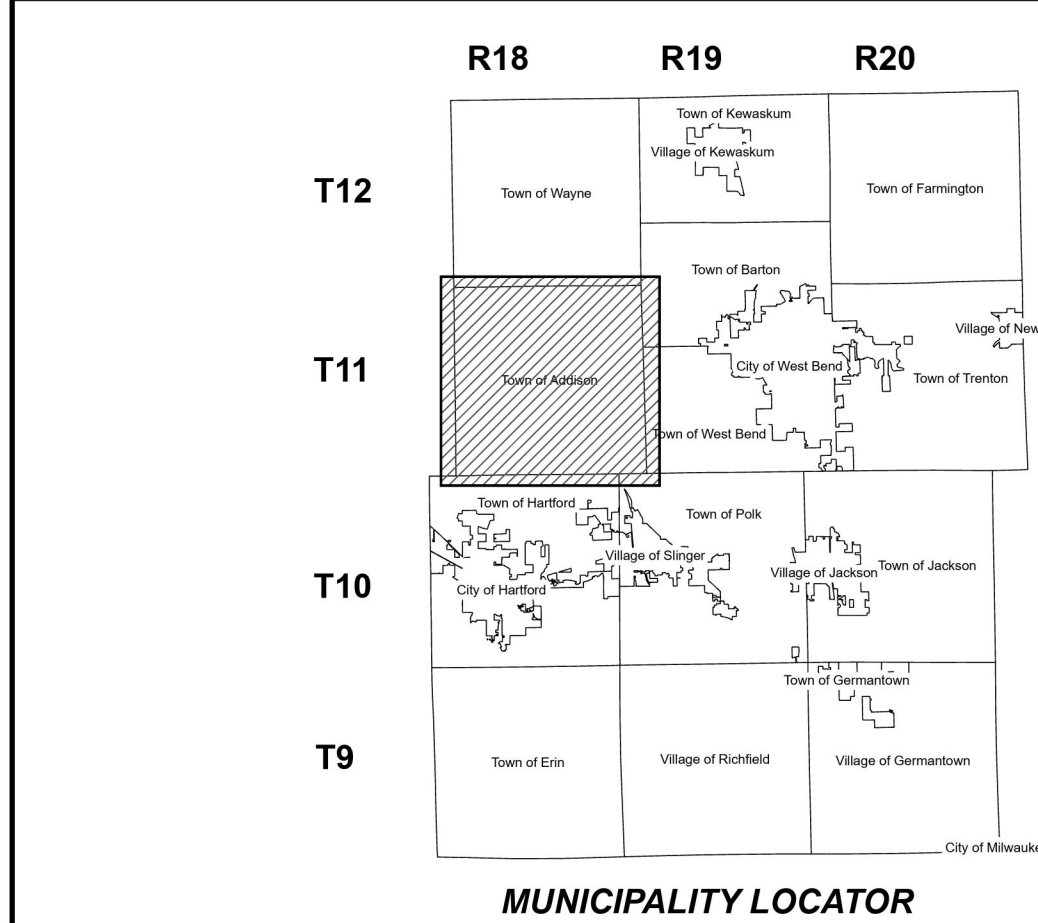 R18 R19 R20
Town of Kewaskum
Village of Kewaskum
T12
Town of Wayne
Town of Farmington
Town of Barton
Village of New
T11
City of West Bend
Town of Addison
Town of Trenton
Town of West Bend
Town of Hartford
Town of Polk
Village of Slinger
Village of Jackson
Town of Jackson
T10
City of Hartford
Town of Germantown
T9
Town of Erin
Village of Richfield
Village of Germantown
City of Milwauke
MUNICIPALITY LOCATOR